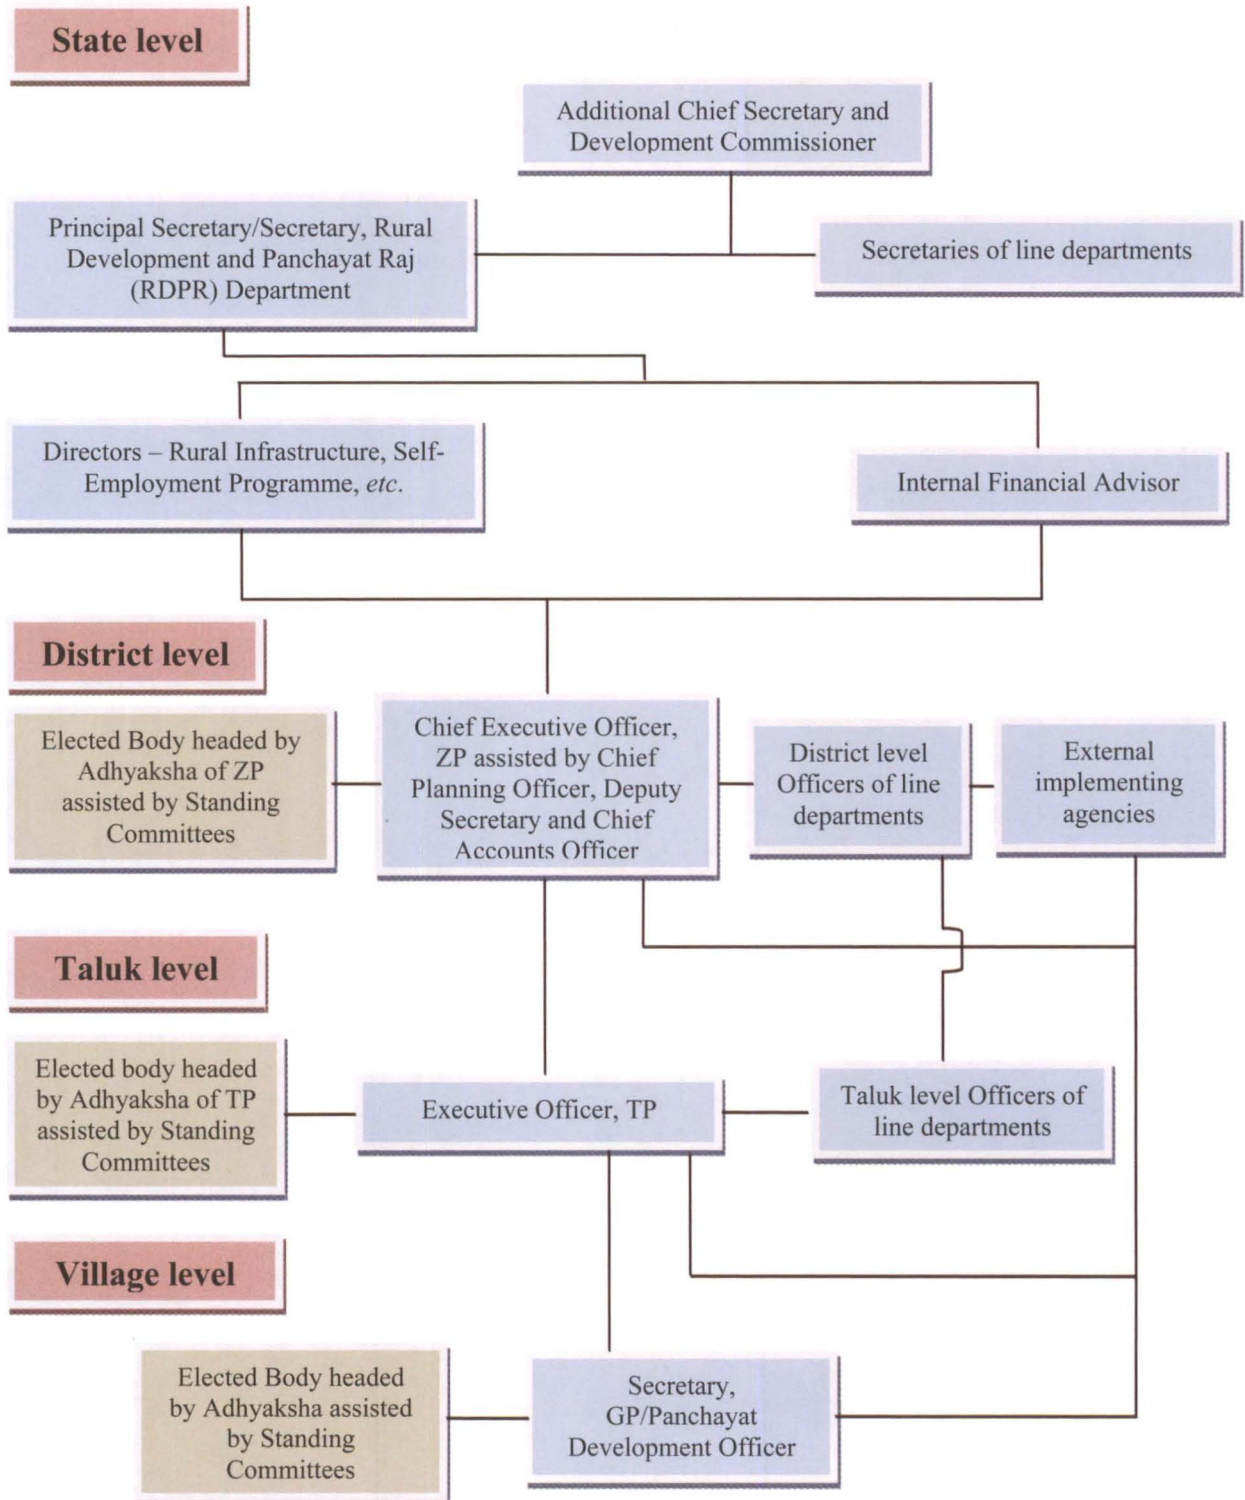 State level
Additional Chief Secretary and
Development Commissioner
Principal Secretary/Secretary, Rural
Development and Panchayat Raj
(RDPR) Department
Secretaries of line departments
Directors – Rural Infrastructure, Self-
Employment Programme, etc.
Internal Financial Advisor
District level
Elected Body headed by
Adhyaksha of ZP
assisted by Standing
Committees
Chief Executive Officer,
ZP assisted by Chief
Planning Officer, Deputy
Secretary and Chief
Accounts Officer
District level
Officers of line
departments
External
implementing
agencies
Taluk level
Elected body headed
by Adhyaksha of TP
assisted by Standing
Committees
Executive Officer, TP
Taluk level Officers of
line departments
Village level
Elected Body headed
by Adhyaksha assisted
by Standing
Committees
Secretary,
GP/Panchayat
Development Officer